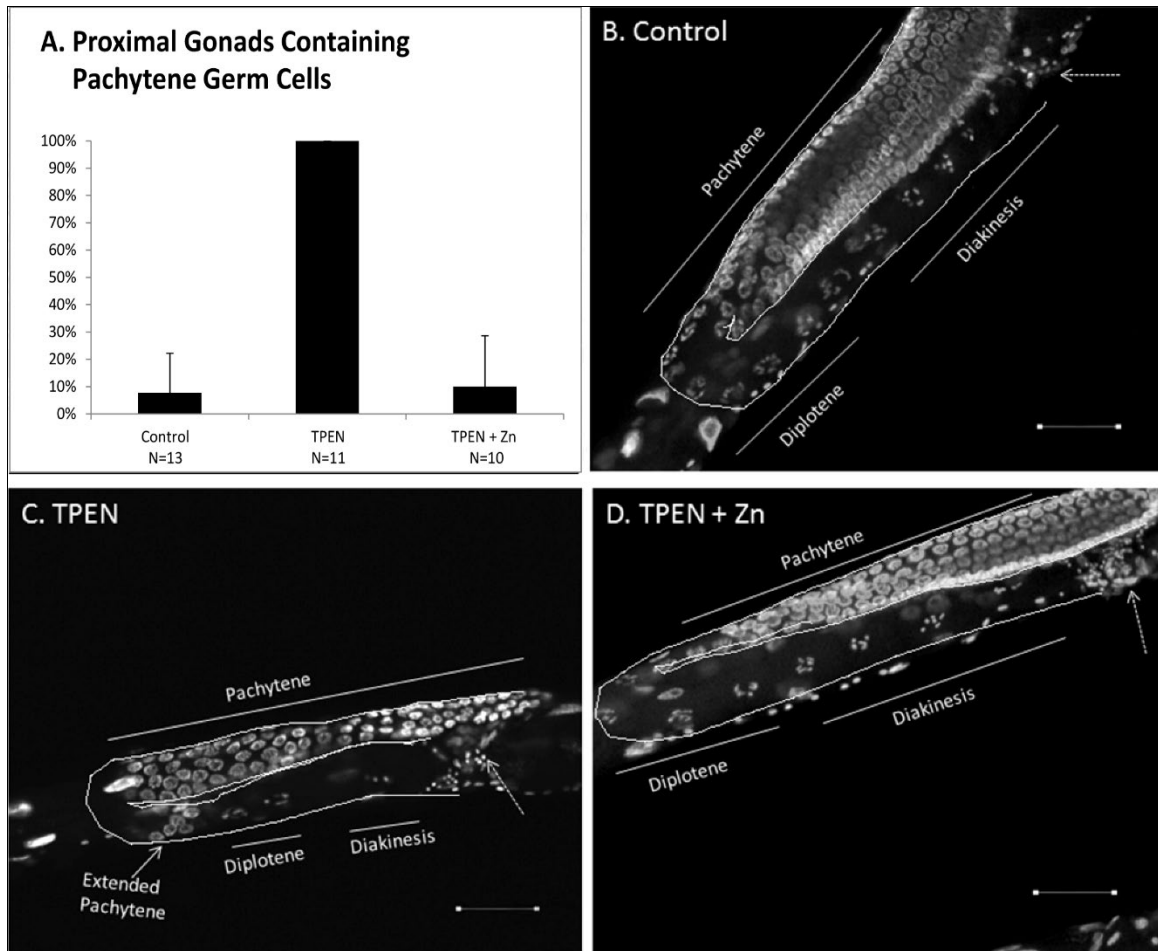 A. Proximal Gonads Containing
Pachytene Germ Cells
100%
90%
80%
70%
60%
50%
40%
30%
20%
10%
0%
Control
N=13
TPEN
N=11
TPEN + Zn
N=10
B. Control
Pachytene
Diakinesis
Diplotene
C. TPEN
Pachytene
Diplotene
Diakinesis
Extended
Pachytene
D. TPEN + Zn
Pachytene
Diakinesis
Diplotene